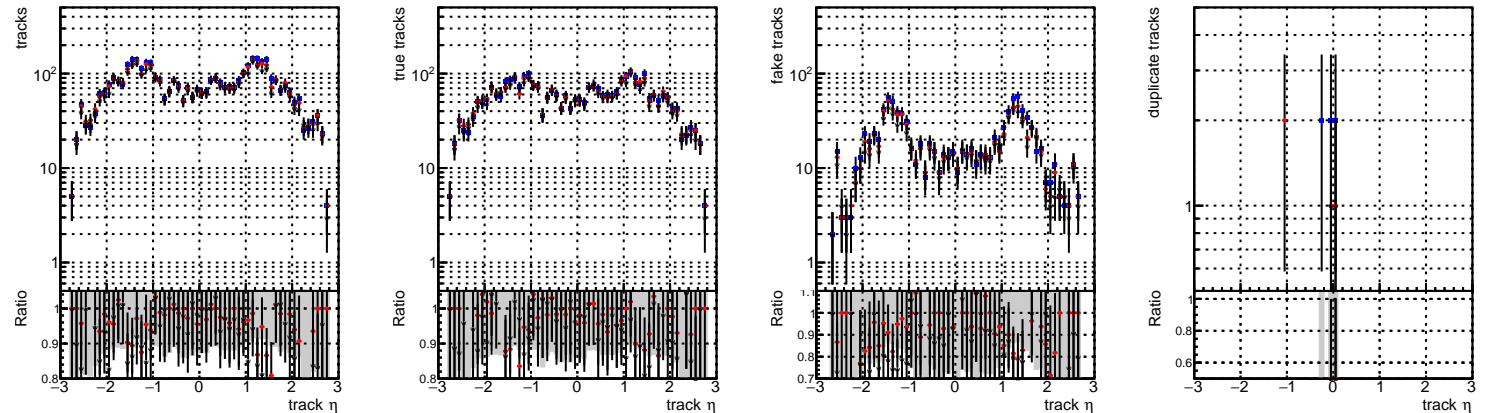 tracks
10²
10
1
Ratio
1
0.9
0.8
−3 −2 −1 0 1 2 3
track η
true tracks
10²
10
1
Ratio
1
0.9
0.8
−3 −2 −1 0 1 2 3
track η
fake tracks
10²
10
1
Ratio
1.1
1
0.9
0.8
0.7
−3 −2 −1 0 1 2 3
track η
duplicate tracks
1
Ratio
1
0.8
0.6
−3 −2 −1 0 1 2 3
track η